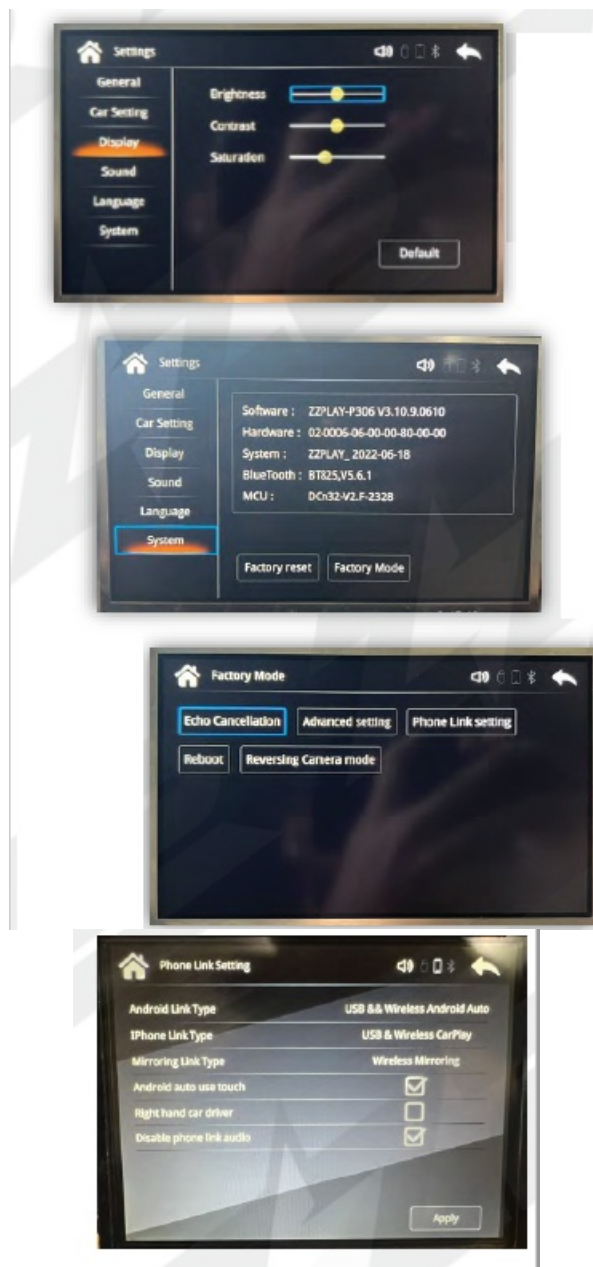 Settings
General
Car Setting
Display
Sound
Language
System
Brightness
Contrast
Saturation
Default
Settings
General
Car Setting
Display
Sound
Language
System
Software : ZZPLAY-P306 V3.10.9.0610
Hardware : 02-0006-06-00-00-80-00-00
System : ZZPLAY_ 2022-06-18
BlueTooth : BT825,V5.6.1
MCU : DCn32-V2.F-2328
Factory reset Factory Mode
Factory Mode
Echo Cancellation Advanced setting Phone Link setting
Reboot Reversing Camera mode
Phone Link Setting
Android Link Type USB && Wireless Android Auto
IPhone Link Type USB & Wireless CarPlay
Mirroring Link Type Wireless Mirroring
Android auto use touch
Right hand car driver
Disable phone link audio
Apply